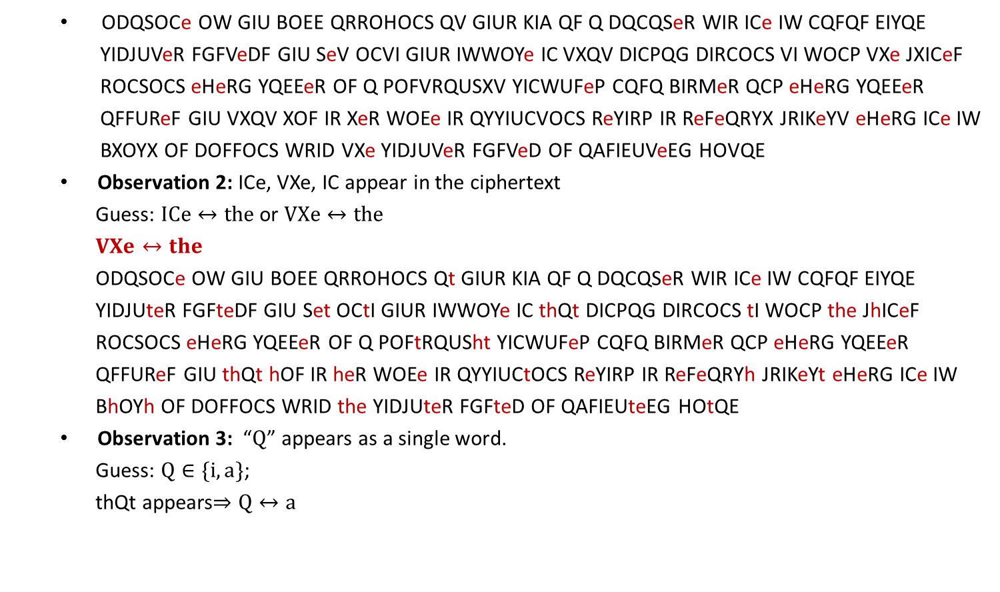 • ODQSOCe OW GIU BOEE QRROHOCS QV GIUR KIA QF Q DQCQSeR WIR ICe IW CQFQF EIYQE
YIDJUVeR FGFVeDF GIU SeV OCVI GIUR IWWOYe IC VXQV DICPQG DIRCOCS VI WOCP VXe JXICeF
ROCSOCS eHeRG YQEEeR OF Q POFVRQUSXV YICWUFeP CQFQ BIRMeR QCP eHeRG YQEEeR
QFFUReF GIU VXQV XOF IR XeR WOEe IR QYYIUCVOCS ReYIRP IR ReFeQRYX JRIKeYV eHeRG ICe IW
BXOYX OF DOFFOCS WRID VXe YIDJUVeR FGFVeD OF QAFIEUVeEG HOVQE
• Observation 2: ICe, VXe, IC appear in the ciphertext
Guess: ICe ↔ the or VXe ↔ the
VXe ↔ the
ODQSOCe OW GIU BOEE QRROHOCS Qt GIUR KIA QF Q DQCQSeR WIR ICe IW CQFQF EIYQE
YIDJUteR FGFteDF GIU Set OCtI GIUR IWWOYe IC thQt DICPQG DIRCOCS tI WOCP the JhICeF
ROCSOCS eHeRG YQEEeR OF Q POFtRQUSht YICWUFeP CQFQ BIRMeR QCP eHeRG YQEEeR
QFFUReF GIU thQt hOF IR heR WOEe IR QYYIUCtOCS ReYIRP IR ReFeQRYh JRIKeYt eHeRG ICe IW
BhOYh OF DOFFOCS WRID the YIDJUteR FGFteD OF QAFIEUteEG HOtQE
• Observation 3: “Q” appears as a single word.
Guess: Q ∈ {i, a};
thQt appears⇒ Q ↔ a